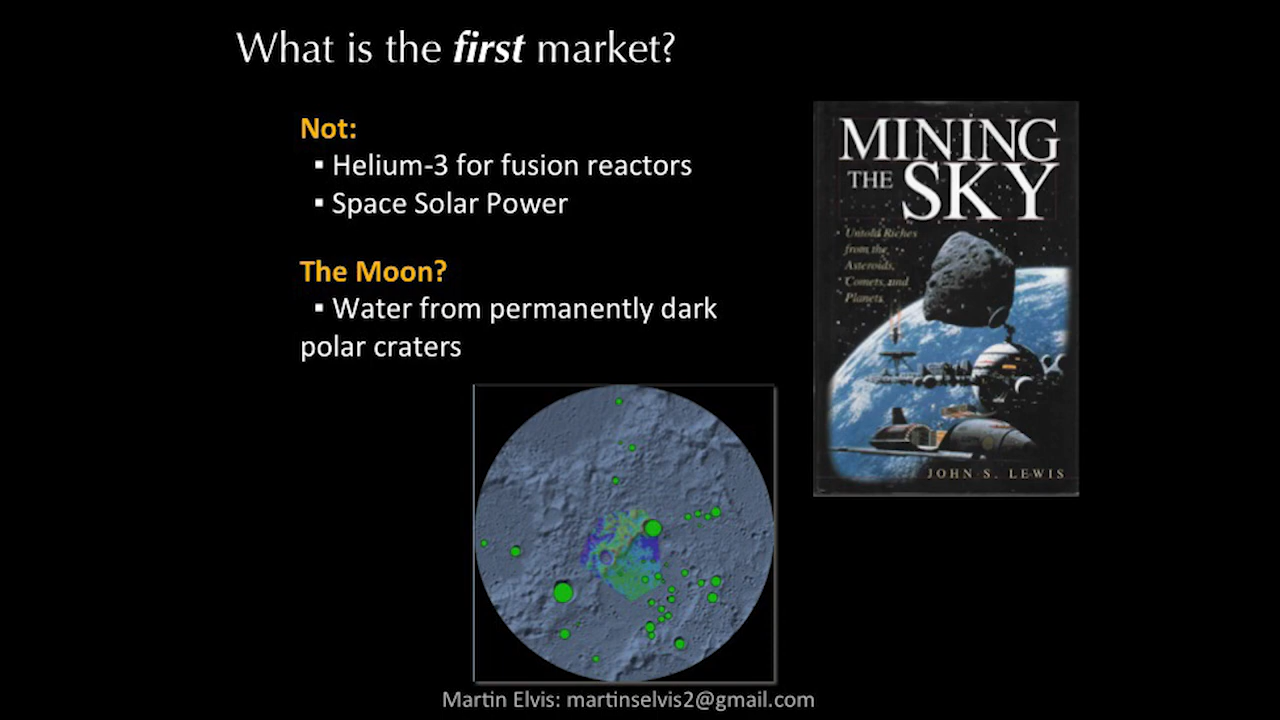 What is the first market?
Not:
▪ Helium-3 for fusion reactors
▪ Space Solar Power
The Moon?
▪ Water from permanently dark
polar craters
MINING
THE SKY
Untold Riches
from the
Asteroids,
Comets, and
Planets
JOHN S. LEWIS
Martin Elvis: martinselvis2@gmail.com